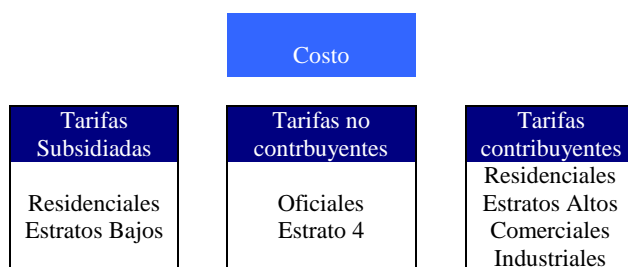 Costo
Tarifas
Subsidiadas
Residenciales
Estratos Bajos
Tarifas no
contrbuyentes
Oficiales
Estrato 4
Tarifas
contribuyentes
Residenciales
Estratos Altos
Comerciales
Industriales